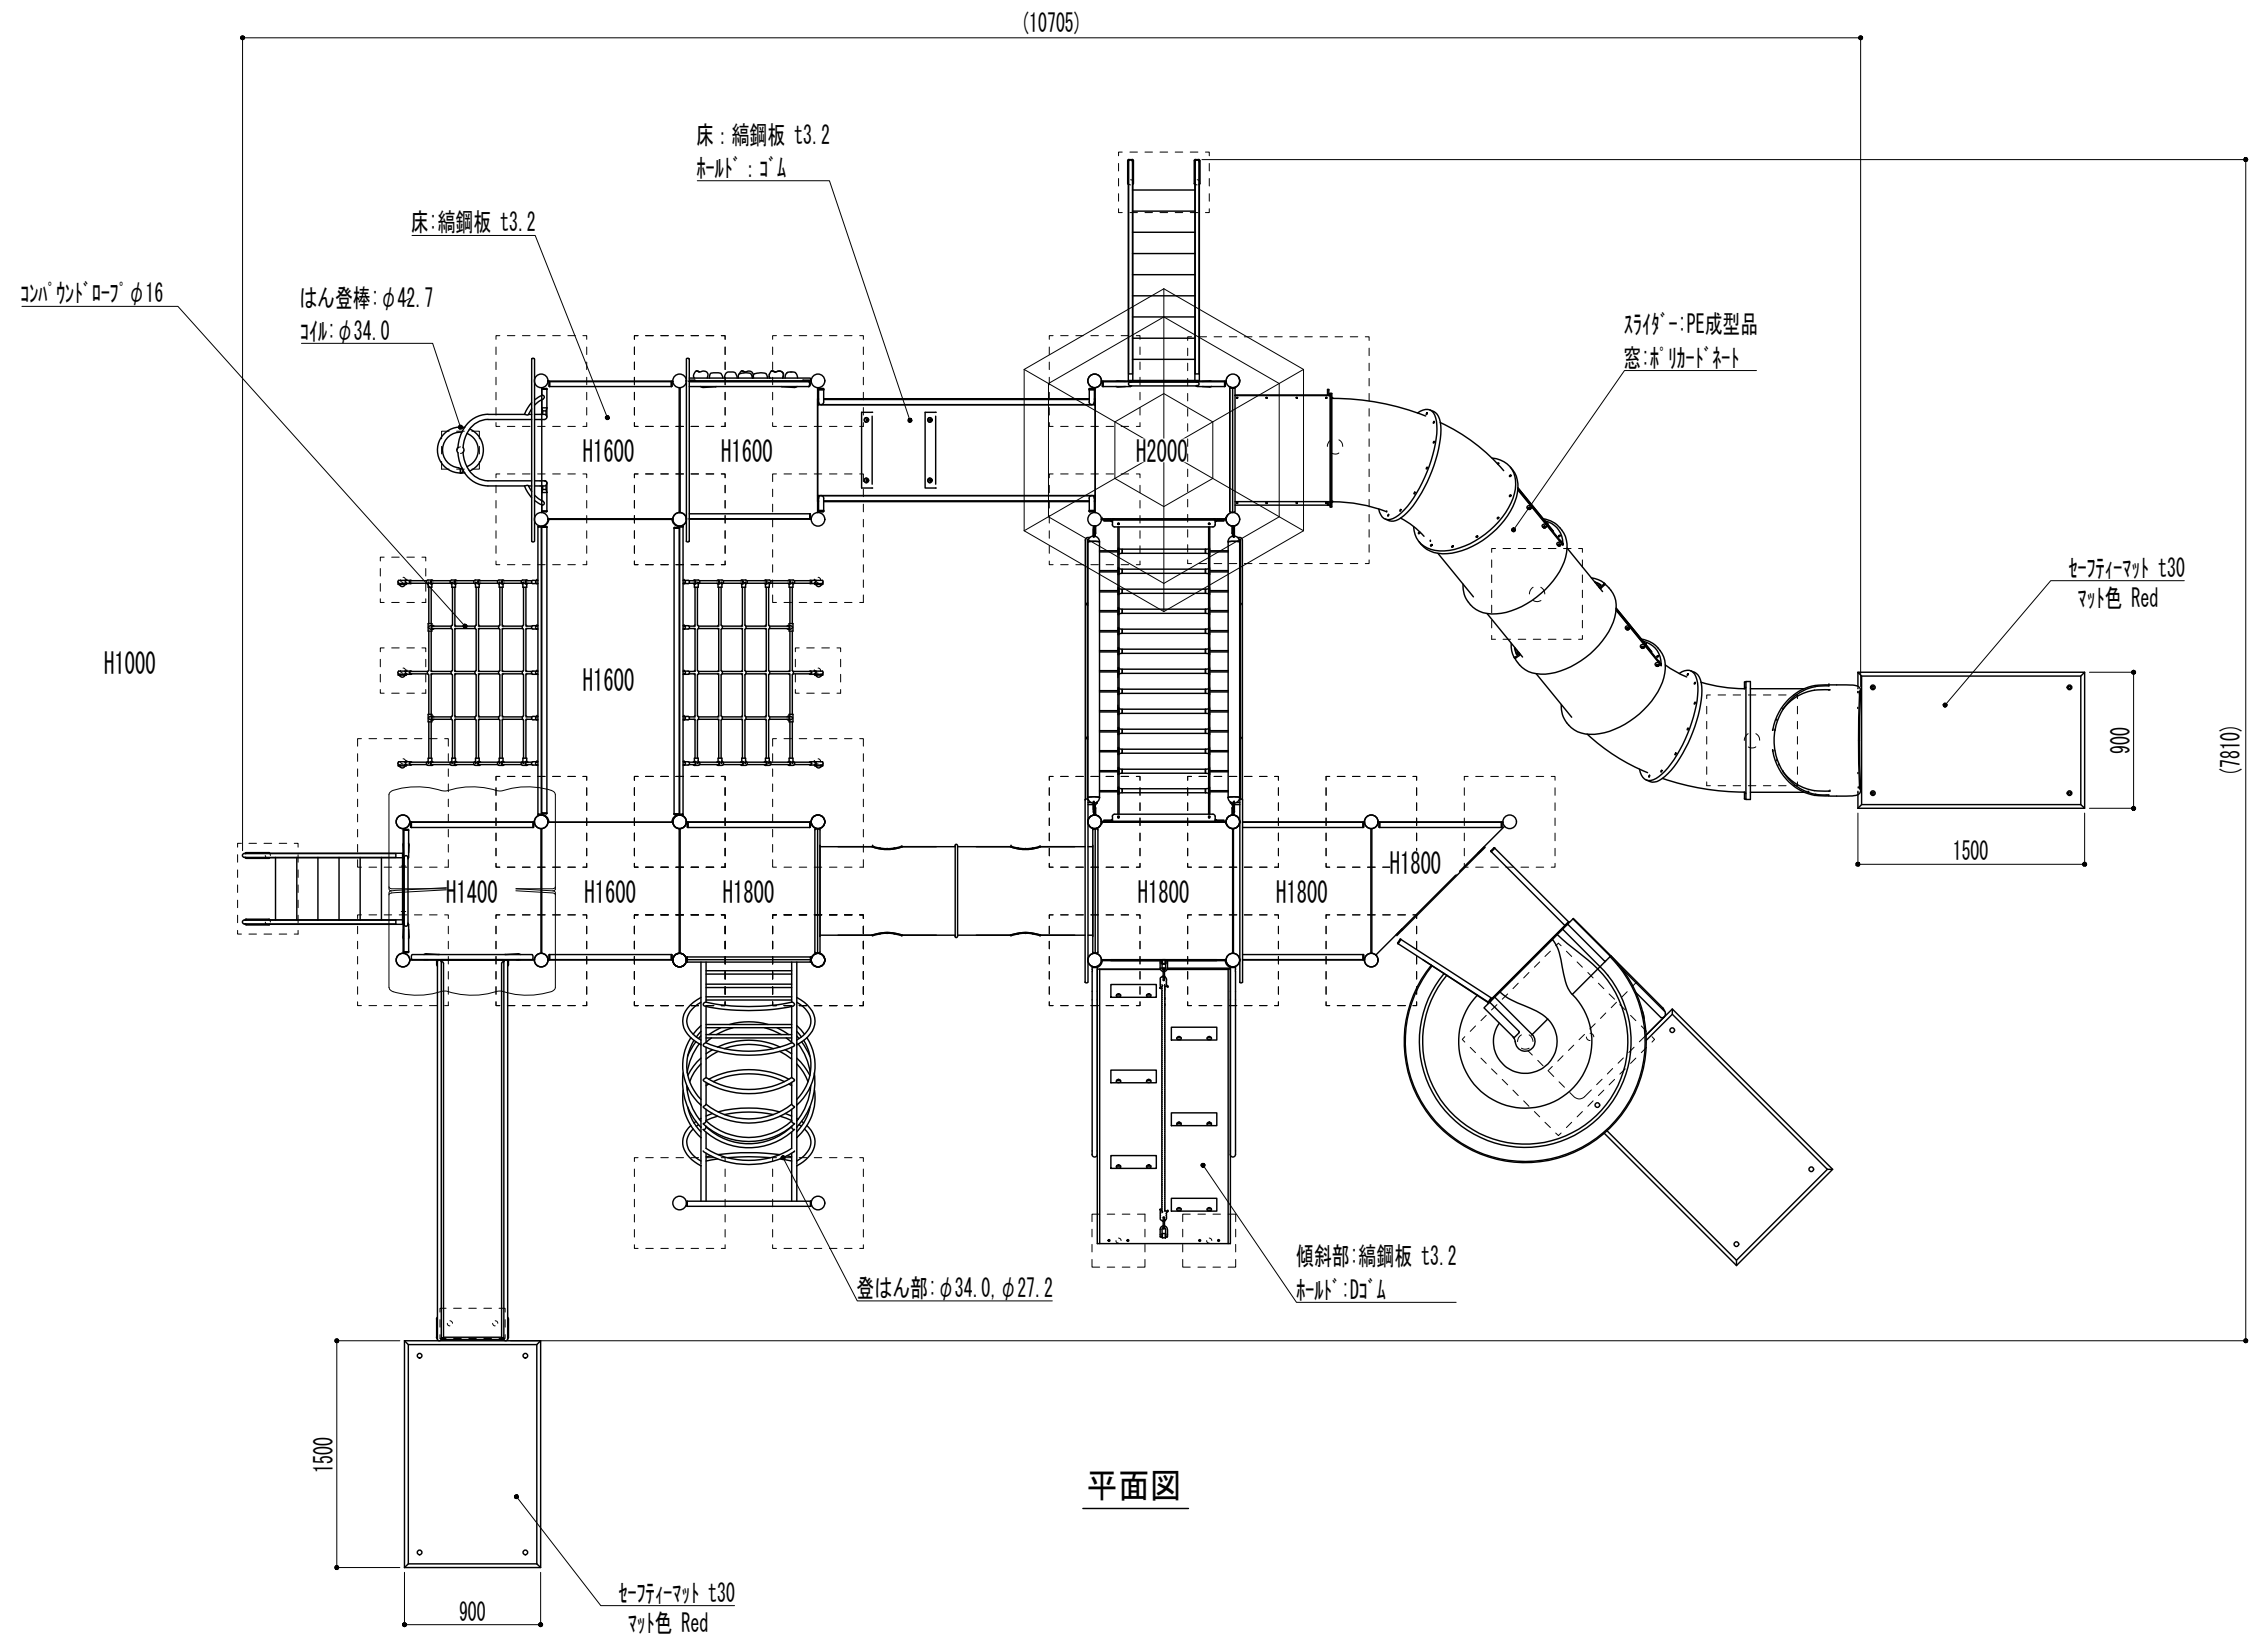 (10705)
床：縞鋼板 t3.2
ﾎｰﾙﾄﾞ：ｺﾞﾑ
床:縞鋼板 t3.2
ｺﾝﾊﾟｳﾝﾄﾞﾛｰﾌﾟφ16
はん登棒:φ42.7
ｺｲﾙ:φ34.0
ｽﾗｲﾀﾞｰ:PE成型品
窓:ﾎﾟﾘｶｰﾄﾞﾈｰﾄ
H1600
H1600
H2000
ｾｰﾌﾃｨｰﾏｯﾄ t30
ﾏｯﾄ色 Red
H1000
H1600
900
(7810)
1500
H1400
H1600
H1800
H1800
H1800
H1800
登はん部:φ34.0,φ27.2
傾斜部:縞鋼板 t3.2
ﾎｰﾙﾄﾞ:Dｺﾞﾑ
1500
平面図
900
ｾｰﾌﾃｨｰﾏｯﾄ t30
ﾏｯﾄ色 Red